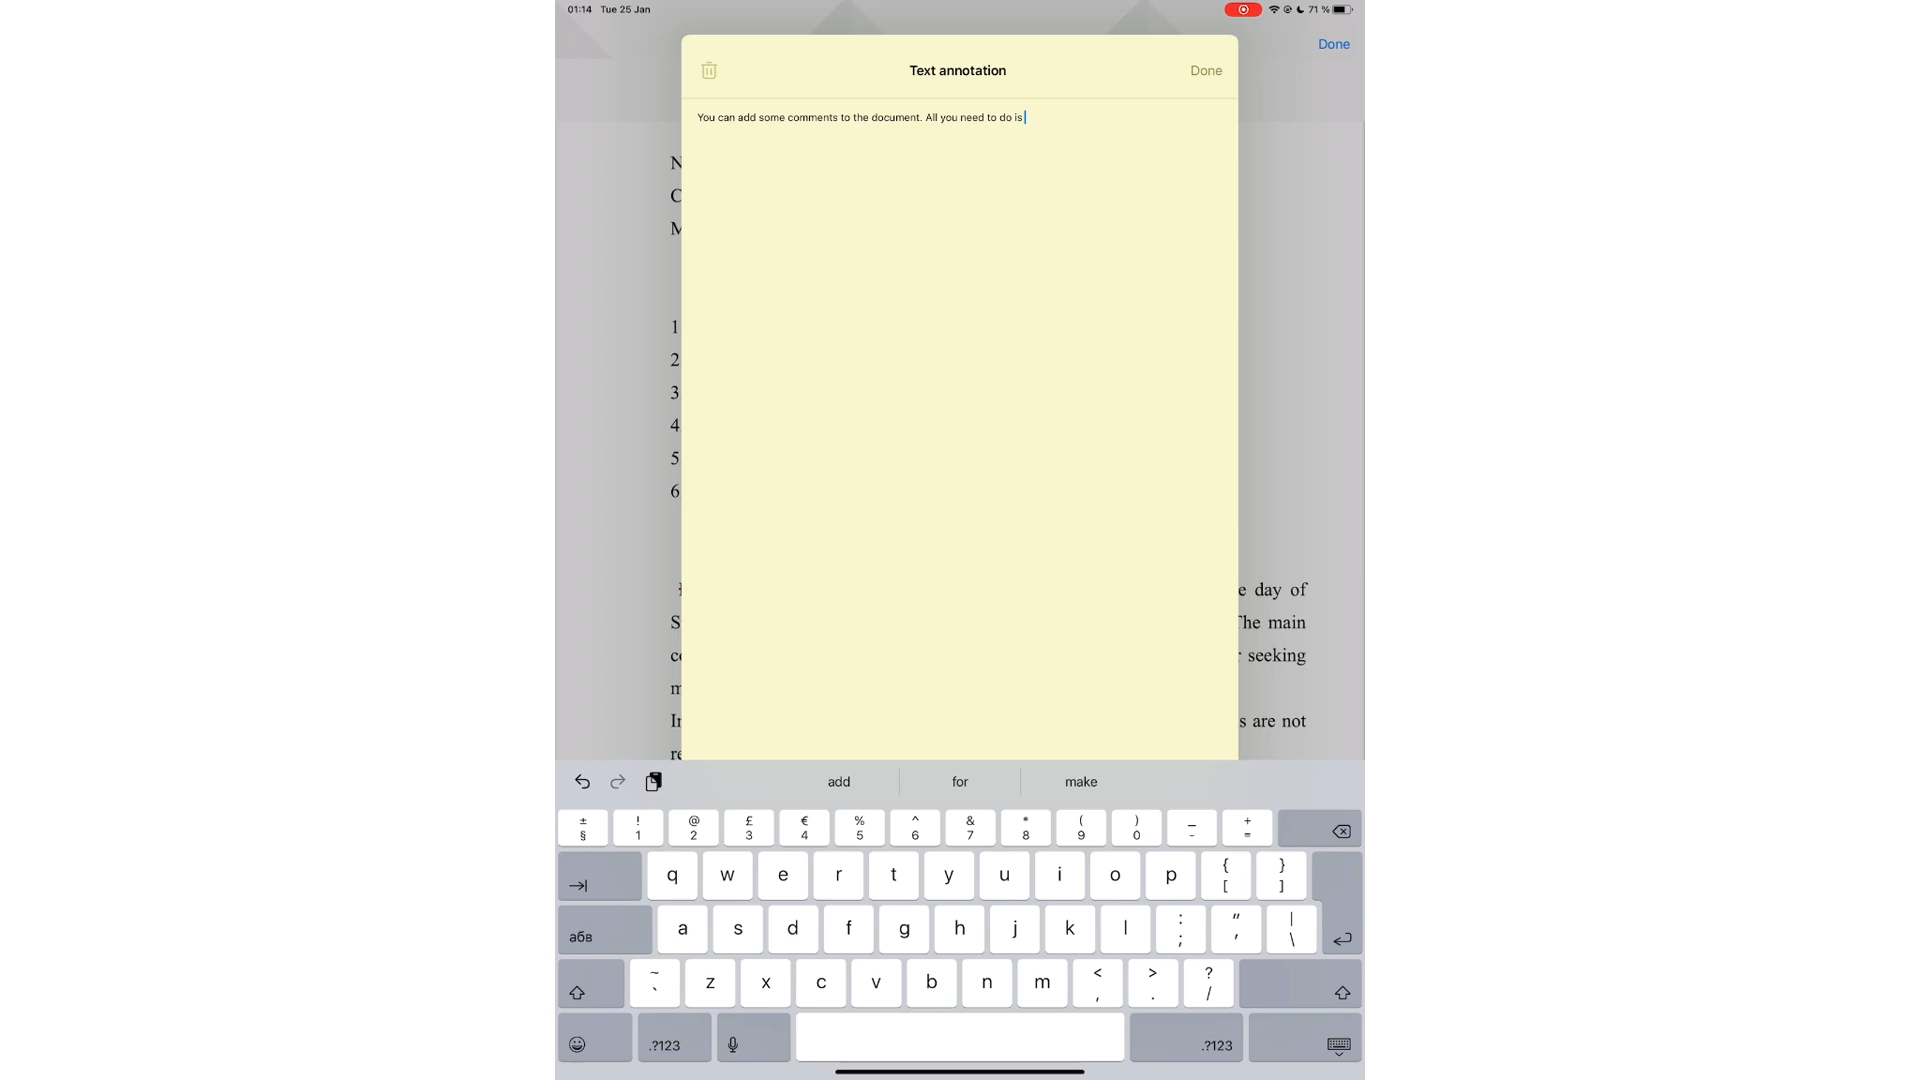 01:14 Tue 25 Jan
71 %
Done
Text annotation
Done
You can add some comments to the document. All you need to do is
N
C
M
1
2
3
4
5
6
e day of
S
The main
seeking
m
s are not
add
for
make
± ! @ £ € % ^ & * ( ) _ +
§ 1 2 3 4 5 6 7 8 9 0 - =
q w e r t y u i o p { }
[ ]
абв a s d f g h j k l : " |
; ' \
~ z x c v b n m < > ?
` , . /
.?123 .?123